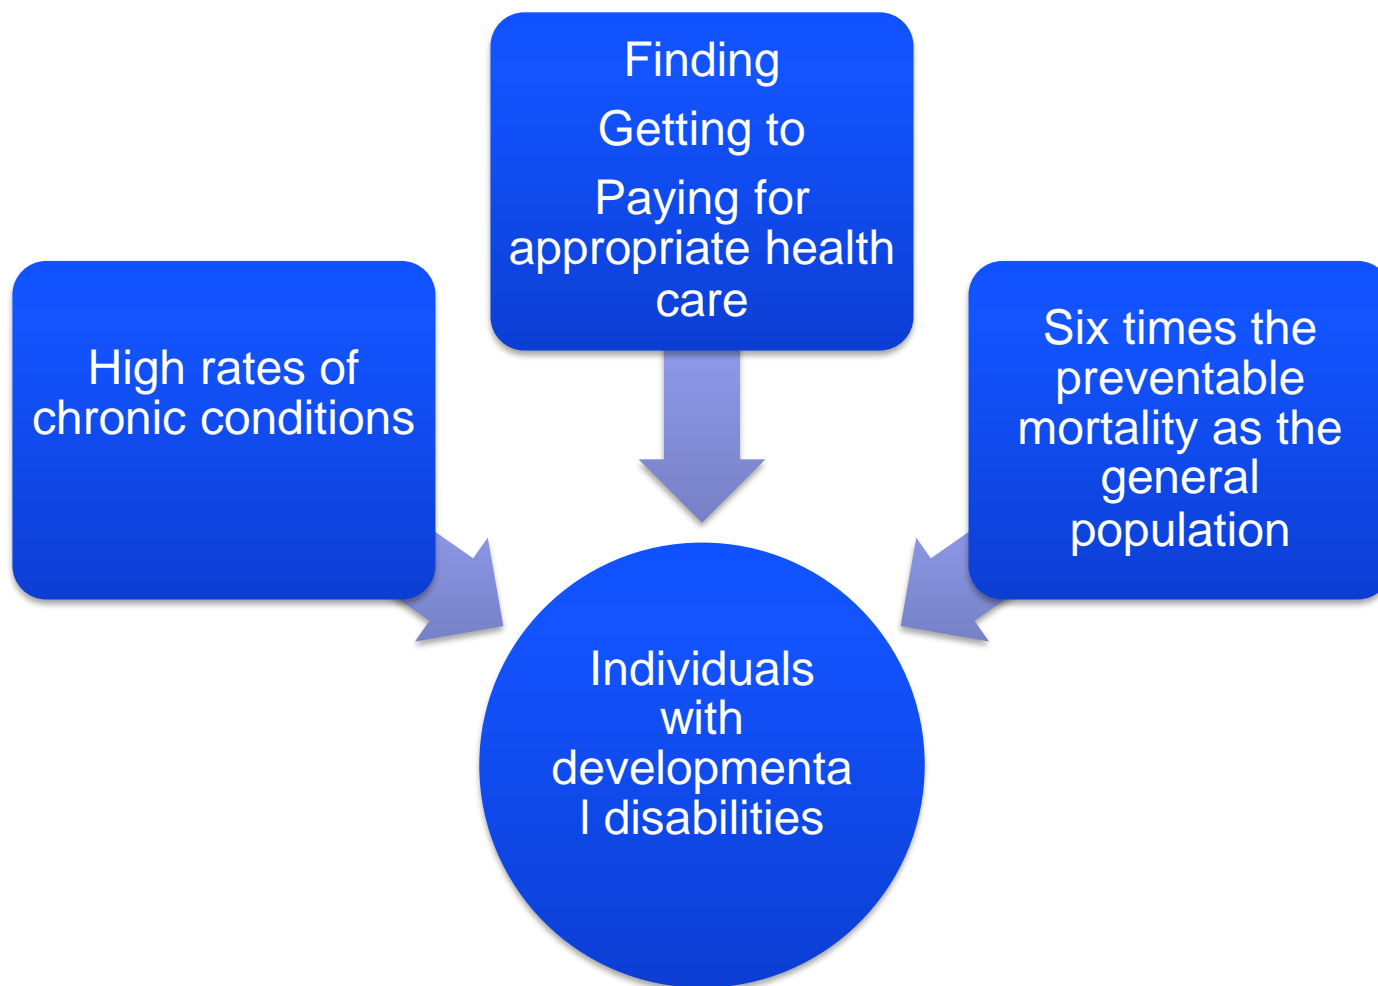 Finding
Getting to
Paying for
appropriate health
care
High rates of
chronic conditions
Six times the
preventable
mortality as the
general
population
Individuals
with
developmenta
l disabilities